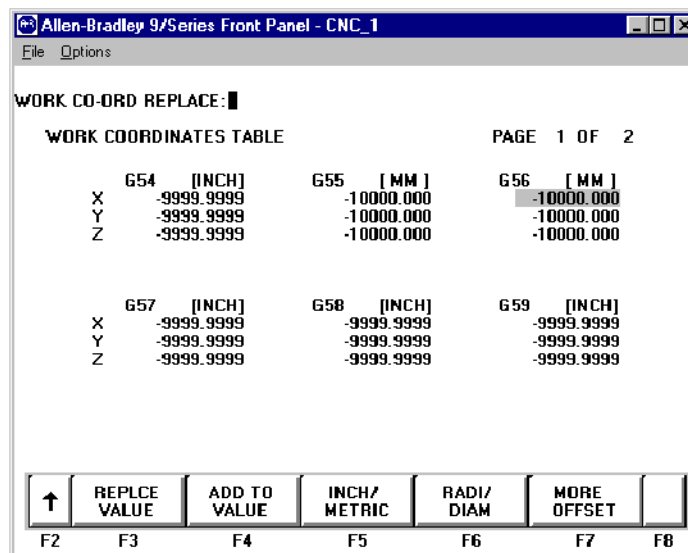 Allen-Bradley 9/Series Front Panel - CNC_1
File Options
WORK CO-ORD REPLACE:
WORK COORDINATES TABLE PAGE 1 OF 2
G54 [INCH] G55 [ MM ] G56 [ MM ]
X -9999.9999 -10000.000 -10000.000
Y -9999.9999 -10000.000 -10000.000
Z -9999.9999 -10000.000 -10000.000
G57 [INCH] G58 [INCH] G59 [INCH]
X -9999.9999 -9999.9999 -9999.9999
Y -9999.9999 -9999.9999 -9999.9999
Z -9999.9999 -9999.9999 -9999.9999
REPLCE ADD TO INCH/ RADI/ MORE
VALUE VALUE METRIC DIAM OFFSET
F2 F3 F4 F5 F6 F7 F8